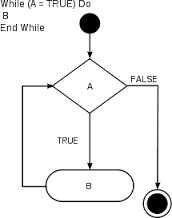 While (A = TRUE) Do
B
End While
A
FALSE
TRUE
B